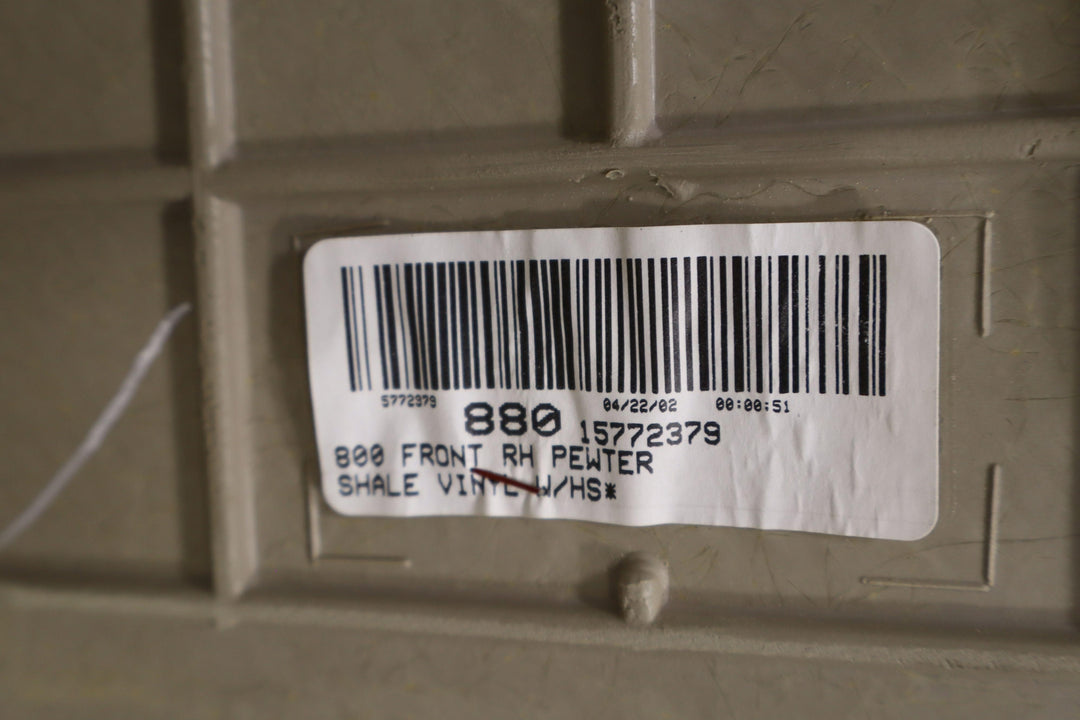 5772379 04/22/02 00:00:51
880 15772379
800 FRONT RH PEWTER
SHALE VINYL W/HS*